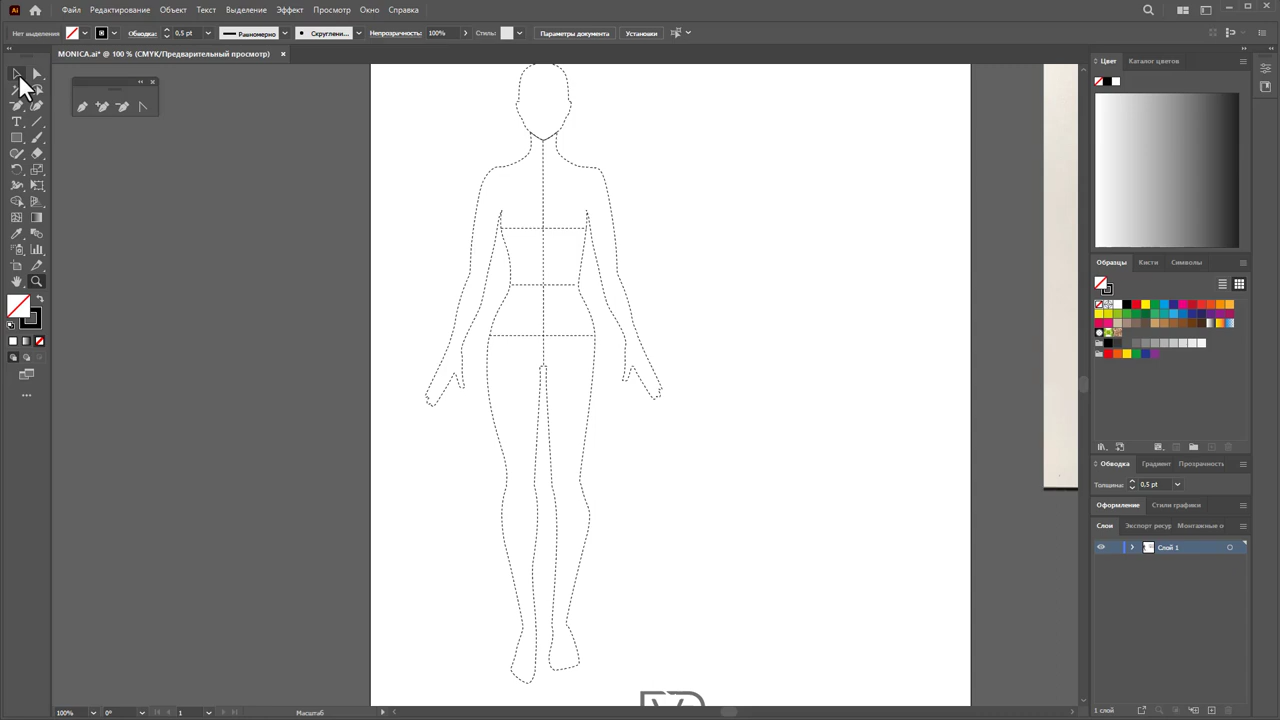 Ai Файл Редактирование Объект Текст Выделение Эффект Просмотр Окно Справка
Нет выделения Обводка: 0,5 pt Равномерно Скруглени... Непрозрачность: 100% Стиль: Параметры документа Установки
MONICA.ai* @ 100 % (CMYK/Предварительный просмотр)
Цвет Каталог цветов
Образцы Кисти Символы
Обводка Градиент Прозрачность
Толщина: 0,5 pt
Оформление Стили графики
Слои Экспорт ресур Монтажные о
Слой 1
100% 0° 1 Масштаб
1 слой